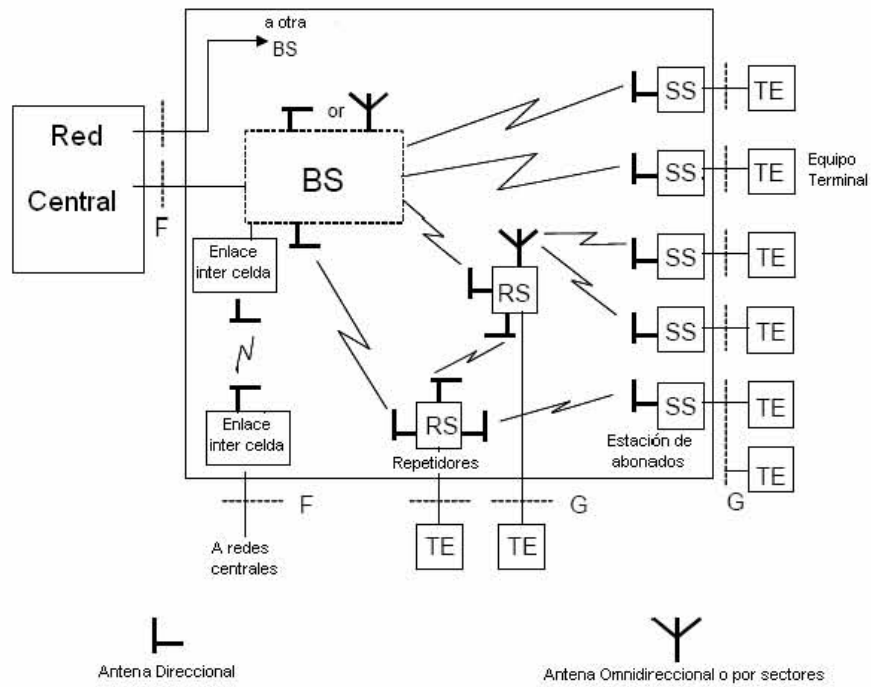 a otra
BS
Red
Central
F
or
BS
SS
TE
SS
TE
Equipo
Terminal
Enlace
inter celda
RS
SS
TE
SS
TE
Enlace
inter celda
RS
Repetidores
SS
TE
Estación de
abonados
TE
F
G
G
A redes
centrales
TE
TE
Antena Direccional
Antena Omnidireccional o por sectores